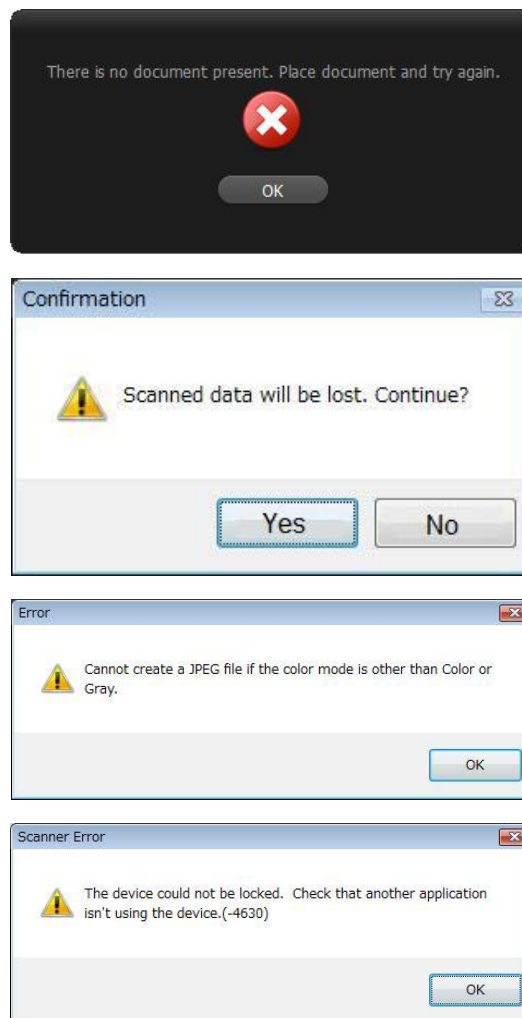 There is no document present. Place document and try again.
OK
Confirmation
Scanned data will be lost. Continue?
Yes
No
Error
Cannot create a JPEG file if the color mode is other than Color or
Gray.
OK
Scanner Error
The device could not be locked. Check that another application
isn't using the device.(-4630)
OK